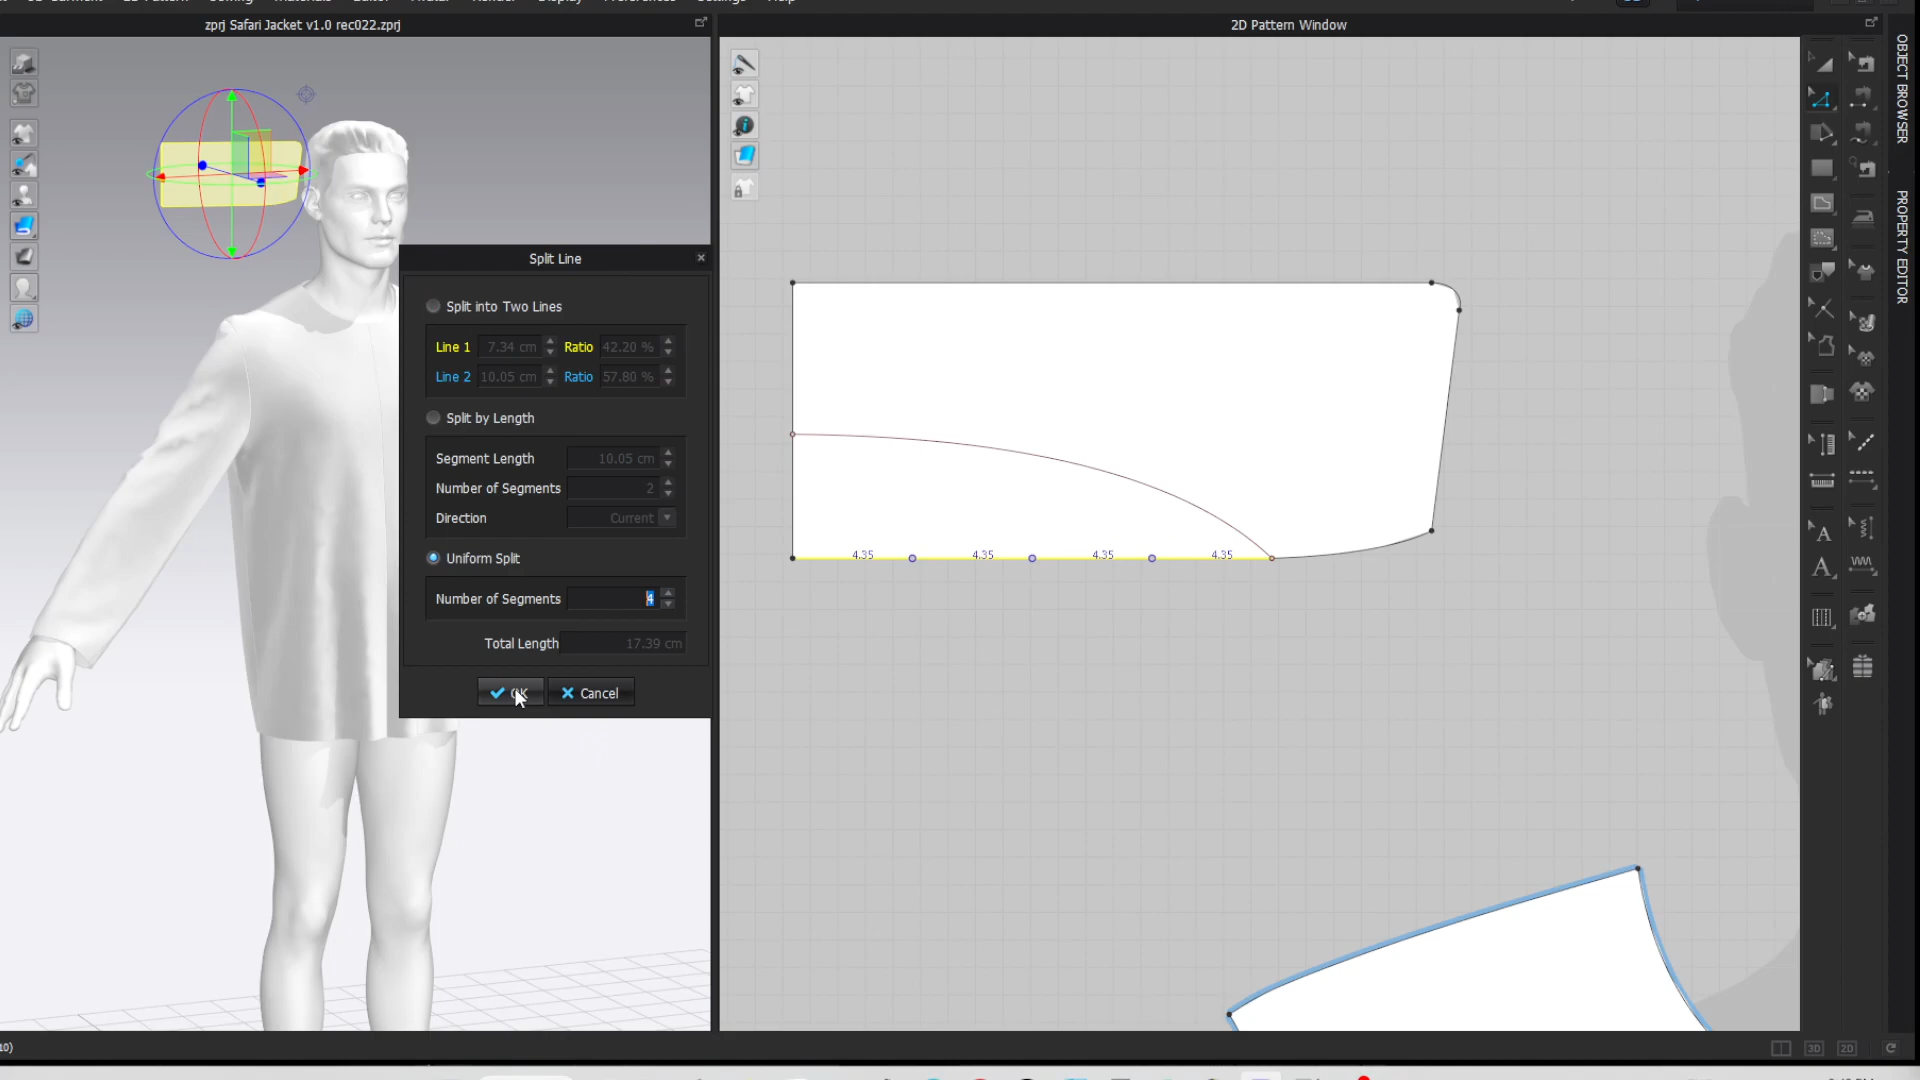 zprj Safari Jacket v1.0 rec022.zprj
2D Pattern Window
OBJECT BROWSER
PROPERTY EDITOR
Split Line
Split into Two Lines
Line 1 7.34 cm Ratio 42.20 %
Line 2 10.05 cm Ratio 57.80 %
Split by Length
Segment Length 10.05 cm
Number of Segments 2
Direction Current
Uniform Split
Number of Segments 4
Total Length 17.39 cm
OK Cancel
4.35 4.35 4.35 4.35
A
A
3D 2D